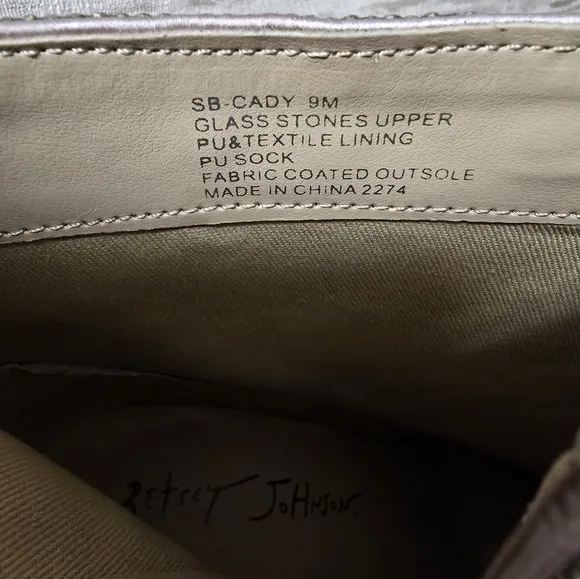 SB-CADY 9M
GLASS STONES UPPER
PU&TEXTILE LINING
PU SOCK
FABRIC COATED OUTSOLE
MADE IN CHINA 2274
BETSEY JOHNSON